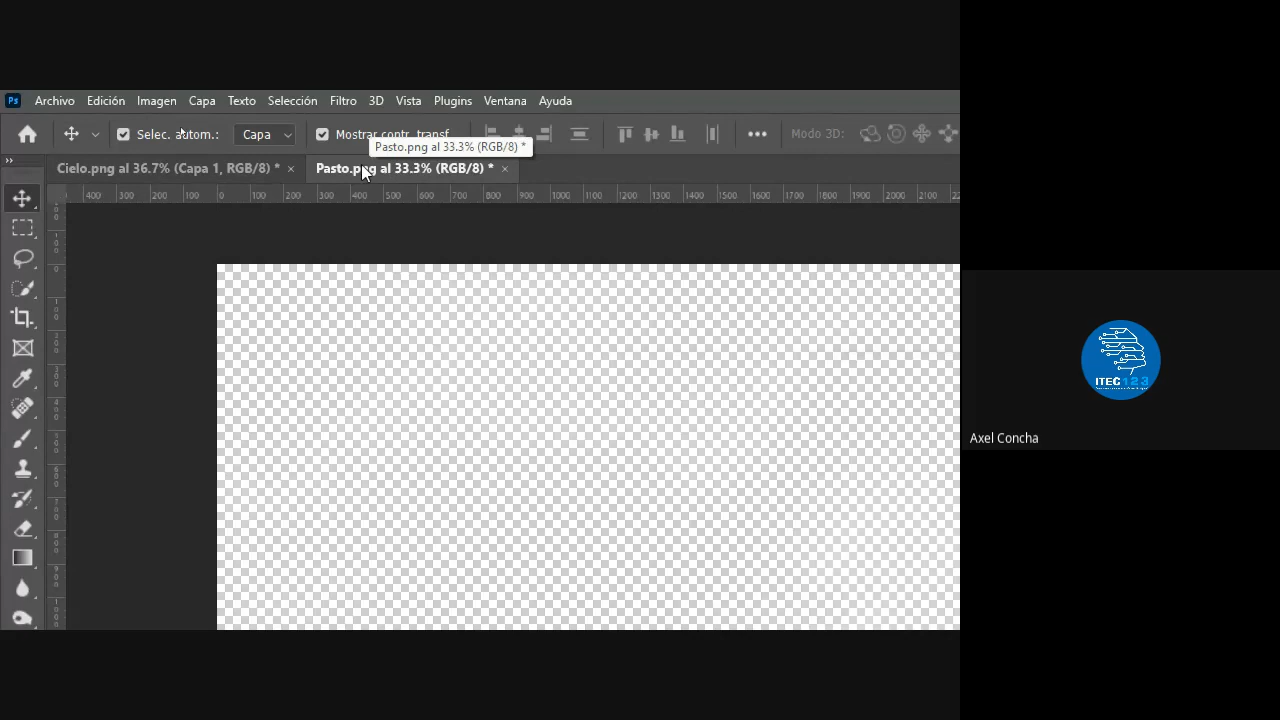 Ps Archivo Edición Imagen Capa Texto Selección Filtro 3D Vista Plugins Ventana Ayuda
Selec. autom.: Capa Mostrar contr. transf. Modo 3D:
Pasto.png al 33.3% (RGB/8) *
Cielo.png al 36.7% (Capa 1, RGB/8) * × Pasto.png al 33.3% (RGB/8) * ×
400 300 200 100 0 100 200 300 400 500 600 700 800 900 1000 1100 1200 1300 1400 1500 1600 1700 1800 1900 2000 2100
ITEC123
Axel Concha